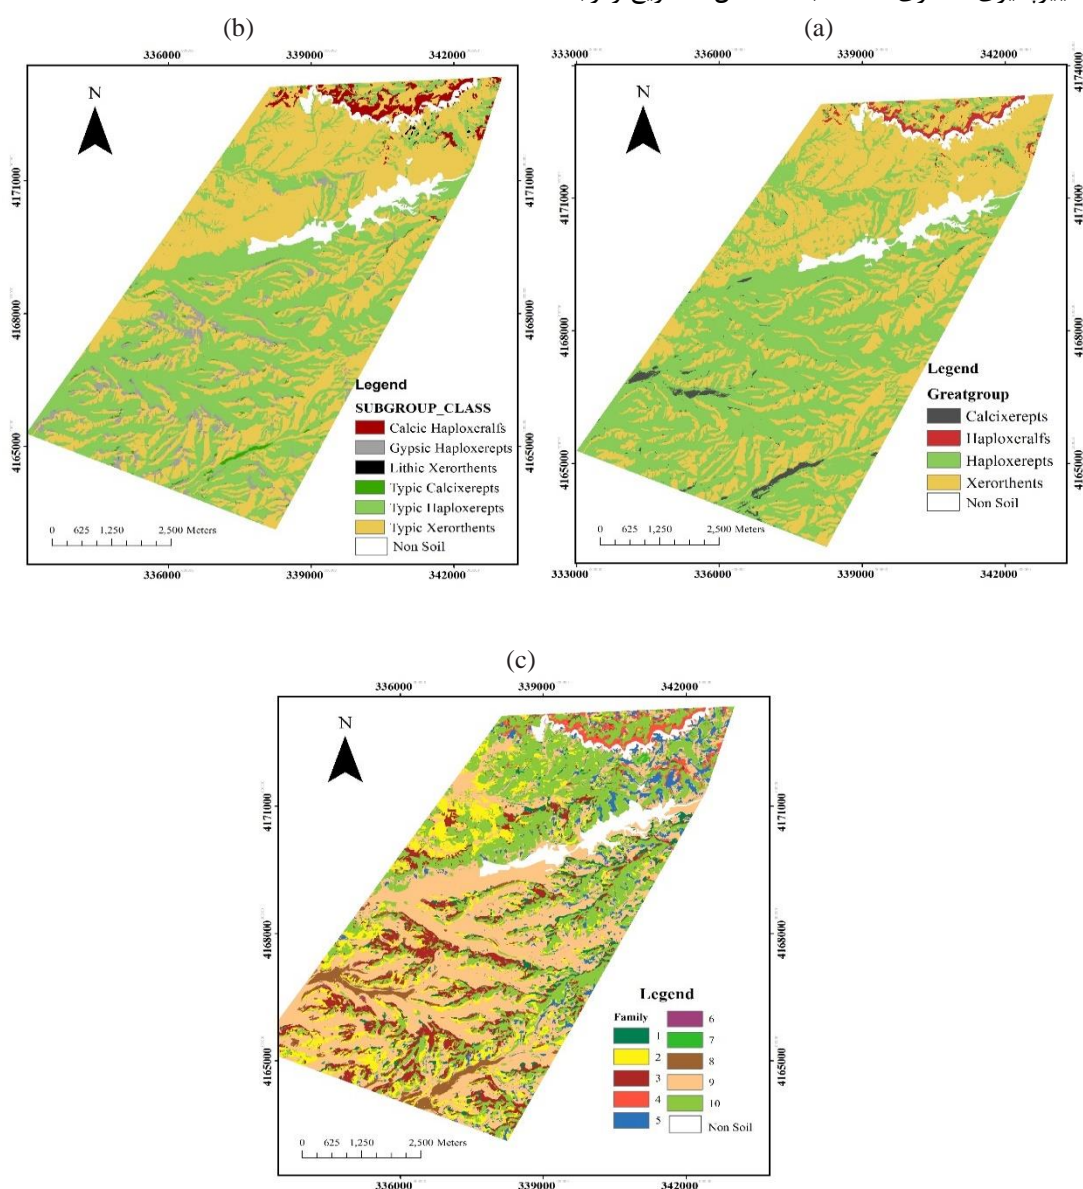 (b)
(a)
336000 339000 342000
333000 336000 339000 342000
N
N
4174000
4171000
4171000
4171000
4171000
4168000
4168000
4168000
4168000
4165000
4165000
4165000
4165000
Legend
SUBGROUP_CLASS
Calcic Haploxeralfs
Gypsic Haploxerepts
Lithic Xerorthents
Typic Calcixerepts
Typic Haploxerepts
Typic Xerorthents
Non Soil
0 625 1,250 2,500 Meters
Legend
Greatgroup
Calcixerepts
Haploxeralfs
Haploxerepts
Xerorthents
Non Soil
0 625 1,250 2,500 Meters
336000 339000 342000
333000 336000 339000 342000
(c)
336000 339000 342000
N
4171000
4171000
4168000
4168000
4165000
4165000
Legend
Family
1
2
3
4
5
6
7
8
9
10
Non Soil
0 625 1,250 2,500 Meters
336000 339000 342000